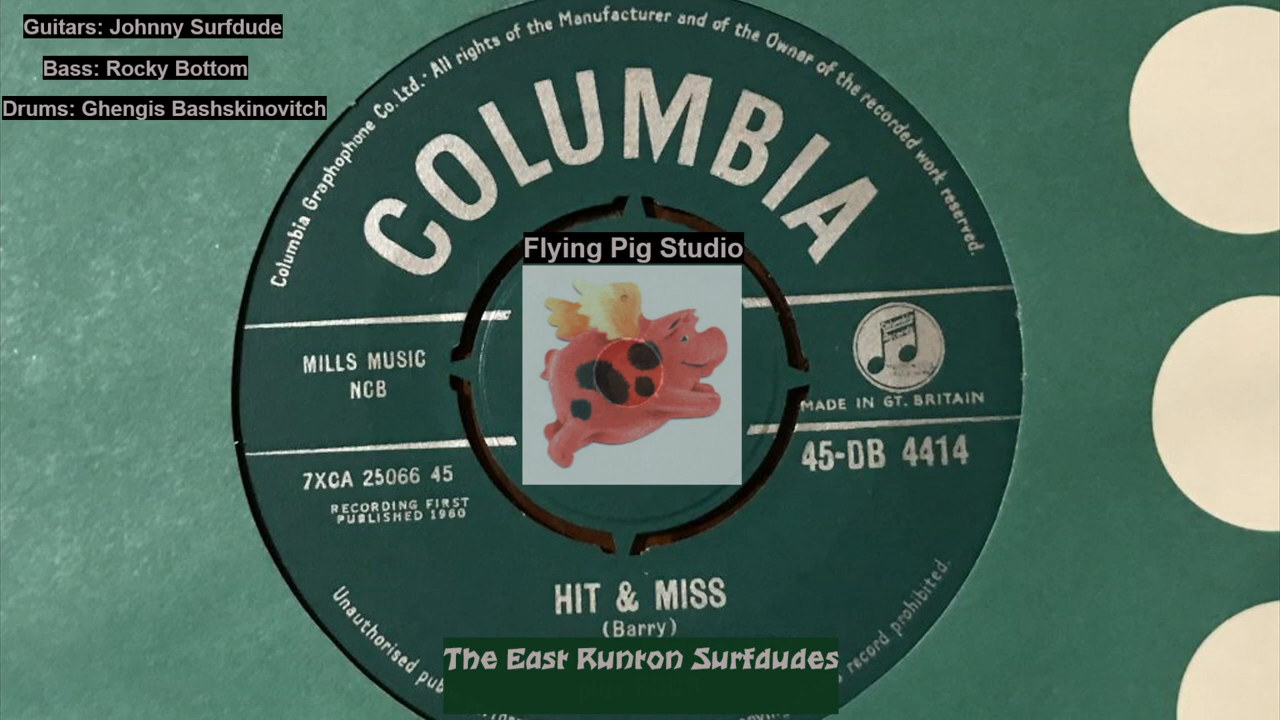 Guitars: Johnny Surfdude
Bass: Rocky Bottom
Drums: Ghengis Bashskinovitch
Columbia Graphophone Co. Ltd. · All rights of the Manufacturer and of the Owner of the recorded work reserved.
COLUMBIA
Flying Pig Studio
MILLS MUSIC
NCB
MADE IN GT. BRITAIN
7XCA 25066 45
45-DB 4414
RECORDING FIRST
PUBLISHED 1960
HIT & MISS
(Barry)
The East Runton Surfdudes
Unauthorised
record prohibited.